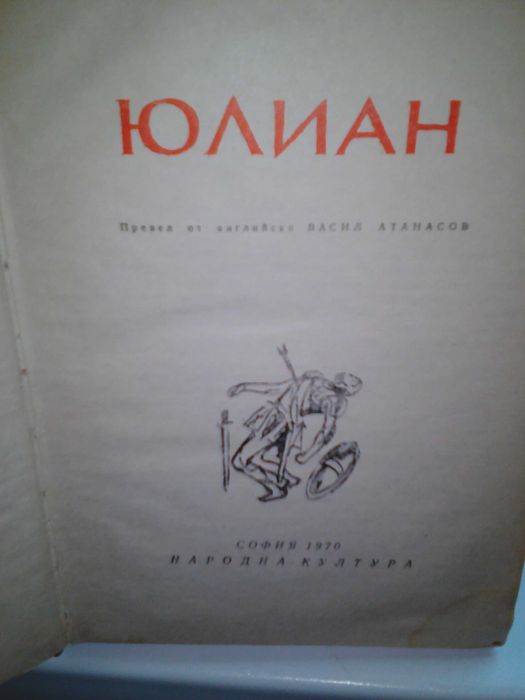 ЮЛИАН
Превел от английски ВАСИЛ АТАНАСОВ
СОФИЯ 1970
НАРОДНА КУЛТУРА